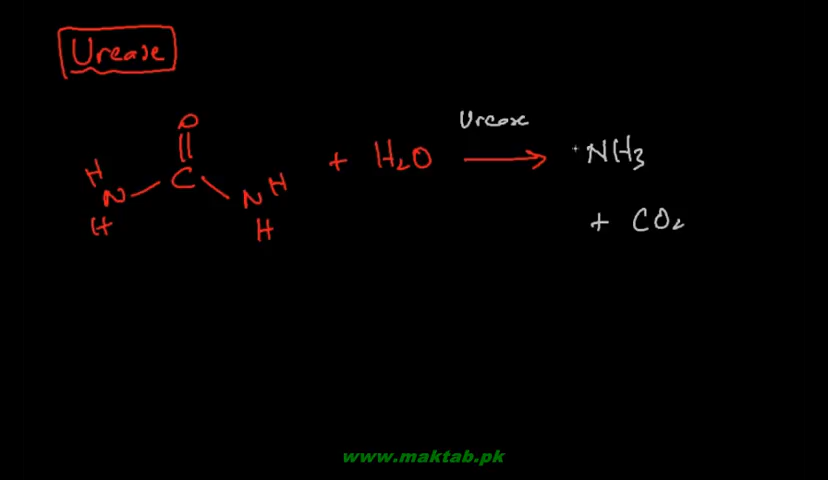 Urease
O
||
H
N
H
C
N H
H
+ H₂O
Urease
NH₃
+ CO₂
www.maktab.pk